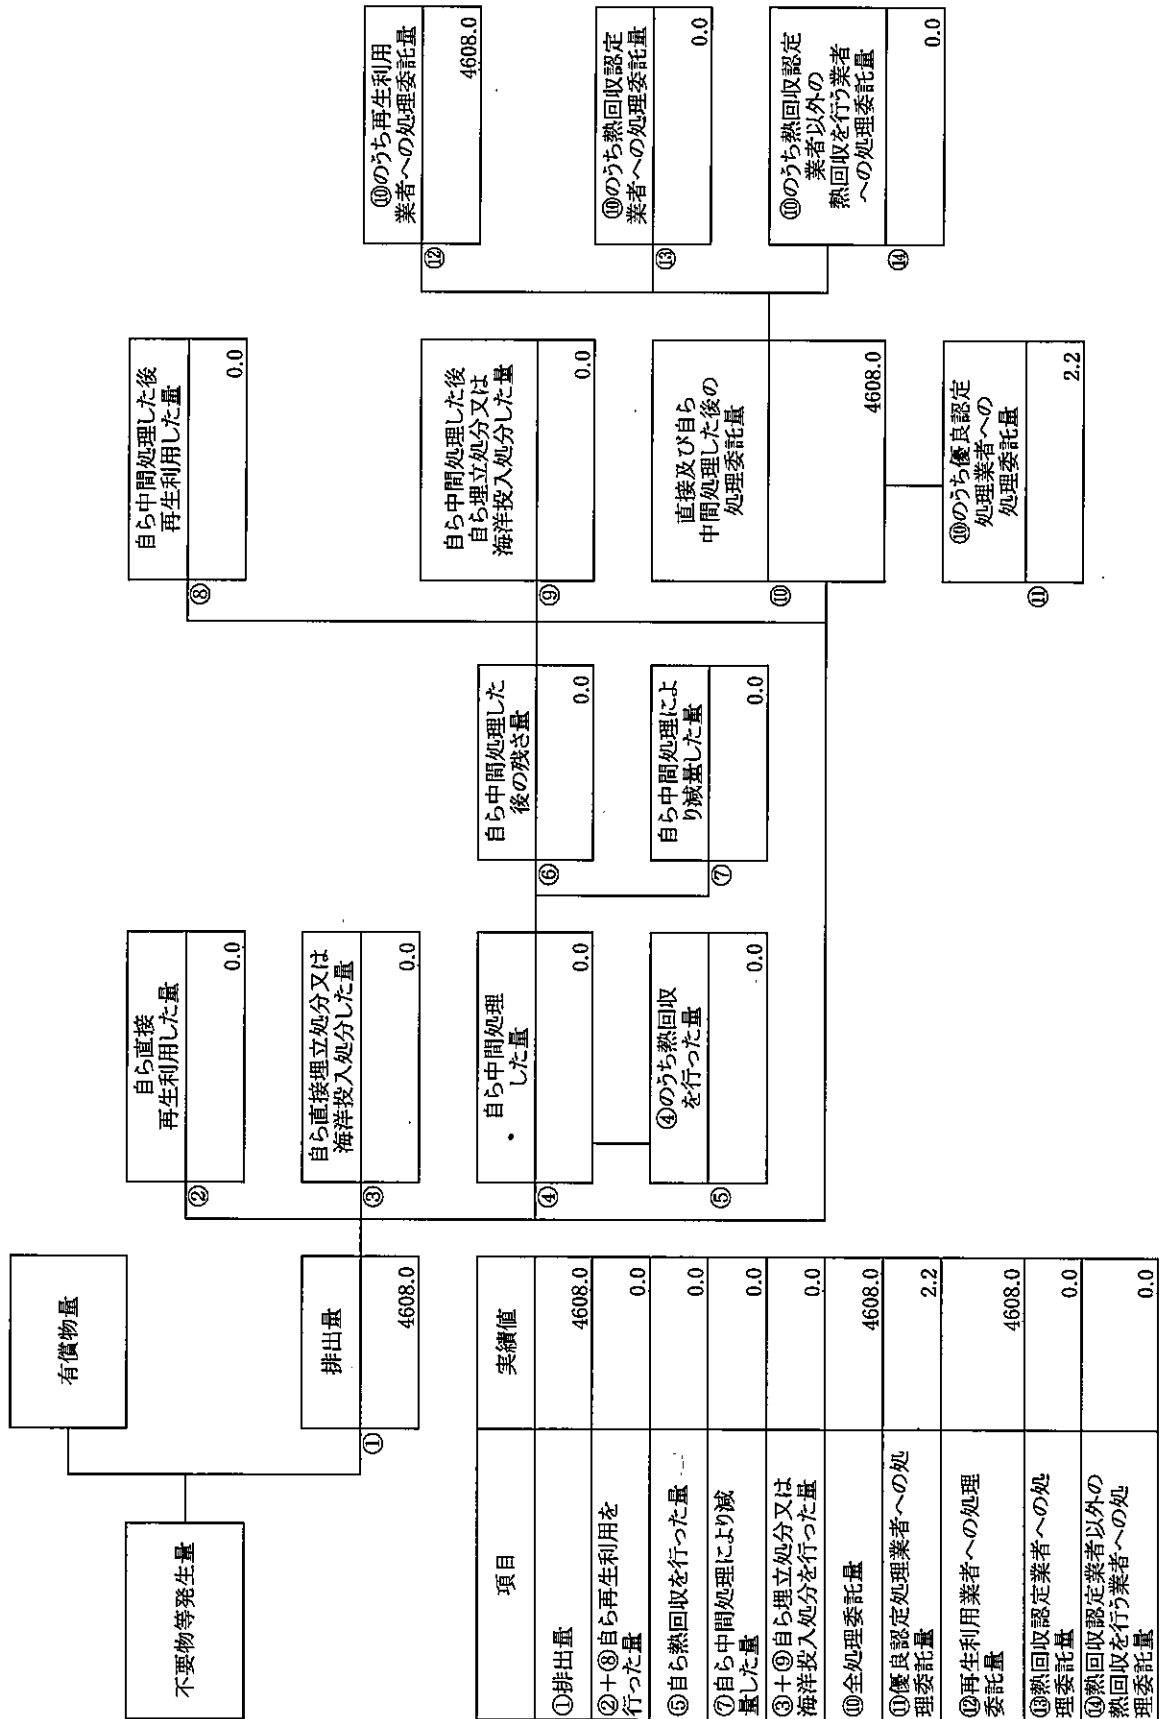 不要物等発生量
有償物量
排出量
①
4608.0
自ら直接
再生利用した量
②
0.0
自ら直接埋立処分又は
海洋投入処分した量
③
0.0
自ら中間処理
した量
④
0.0
④のうち熱回収
を行った量
⑤
0.0
自ら中間処理した
後の残さ量
⑥
0.0
自ら中間処理によ
り減量した量
⑦
0.0
自ら中間処理した後
再生利用した量
⑧
0.0
自ら中間処理した後
自ら埋立処分又は
海洋投入処分した量
⑨
0.0
直接及び自ら
中間処理した後の
処理委託量
⑩
4608.0
⑩のうち優良認定
処理業者への
処理委託量
⑪
2.2
⑩のうち再生利用
業者への処理委託量
⑫
4608.0
⑩のうち熱回収認定
業者への処理委託量
⑬
0.0
⑩のうち熱回収認定
業者以外の
熱回収を行う業者
への処理委託量
⑭
0.0
項目 実績値
①排出量 4608.0
②+⑧自ら再生利用を
行った量 0.0
⑤自ら熱回収を行った量 0.0
⑦自ら中間処理により減
量した量 0.0
③+⑨自ら埋立処分又は
海洋投入処分を行った量 0.0
⑩全処理委託量 4608.0
⑪優良認定処理業者への処
理委託量 2.2
⑫再生利用業者への処理
委託量 4608.0
⑬熱回収認定業者への処
理委託量 0.0
⑭熱回収認定業者以外の
熱回収を行う業者への処
理委託量 0.0